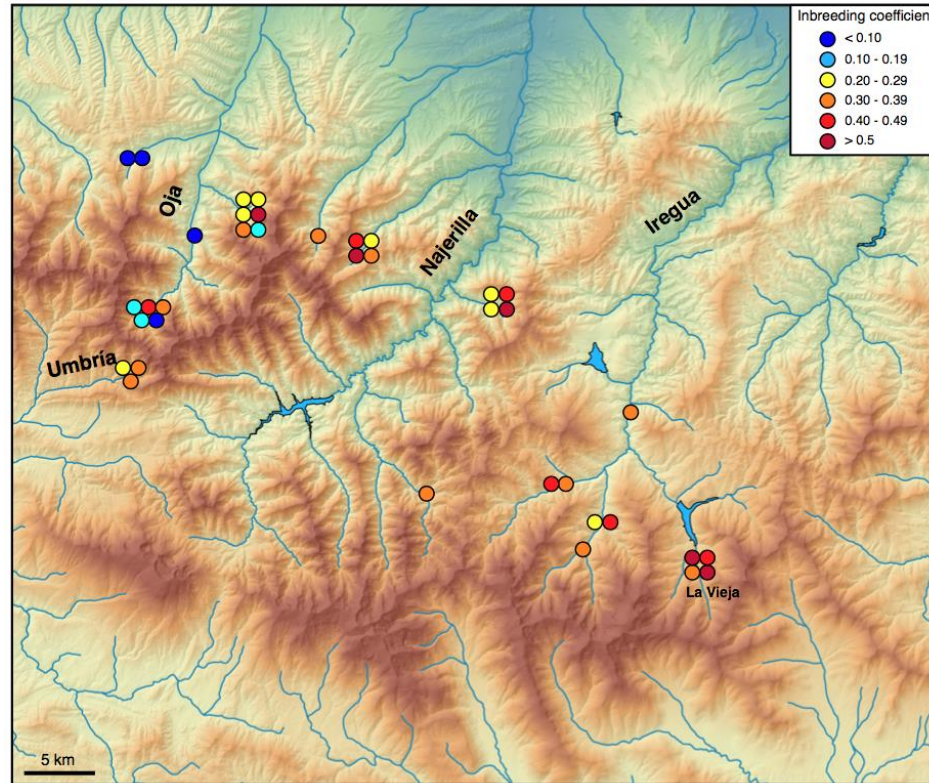 Inbreeding coefficien
< 0.10
0.10 - 0.19
0.20 - 0.29
0.30 - 0.39
0.40 - 0.49
> 0.5
Oja
Najerilla
Iregua
Umbría
La Vieja
5 km